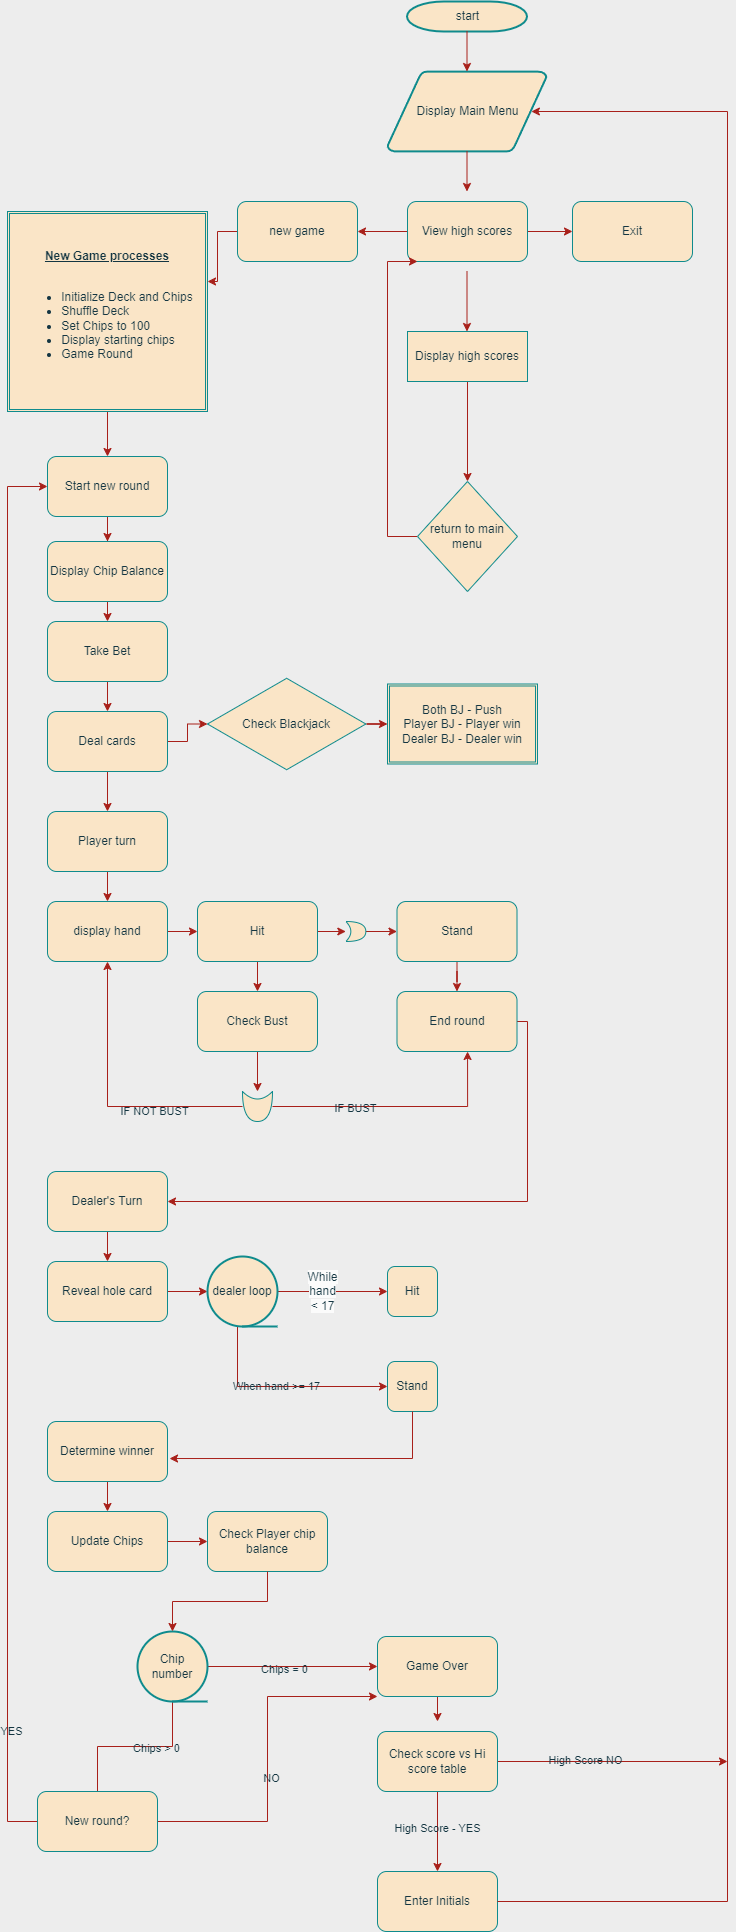 start
Display Main Menu
new game
View high scores
Exit
New Game processes
Initialize Deck and Chips
Shuffle Deck
Set Chips to 100
Display starting chips
Game Round
Display high scores
Start new round
return to main
menu
Display Chip Balance
Take Bet
Deal cards
Check Blackjack
Both BJ - Push
Player BJ - Player win
Dealer BJ - Dealer win
Player turn
display hand
Hit
Stand
Check Bust
End round
IF NOT BUST
IF BUST
Dealer's Turn
Reveal hole card
dealer loop
While
hand
< 17
Hit
When hand >= 17
Stand
Determine winner
Update Chips
Check Player chip
balance
Chip
number
Chips = 0
Game Over
YES
Chips > 0
Check score vs Hi
score table
High Score NO
NO
New round?
High Score - YES
Enter Initials